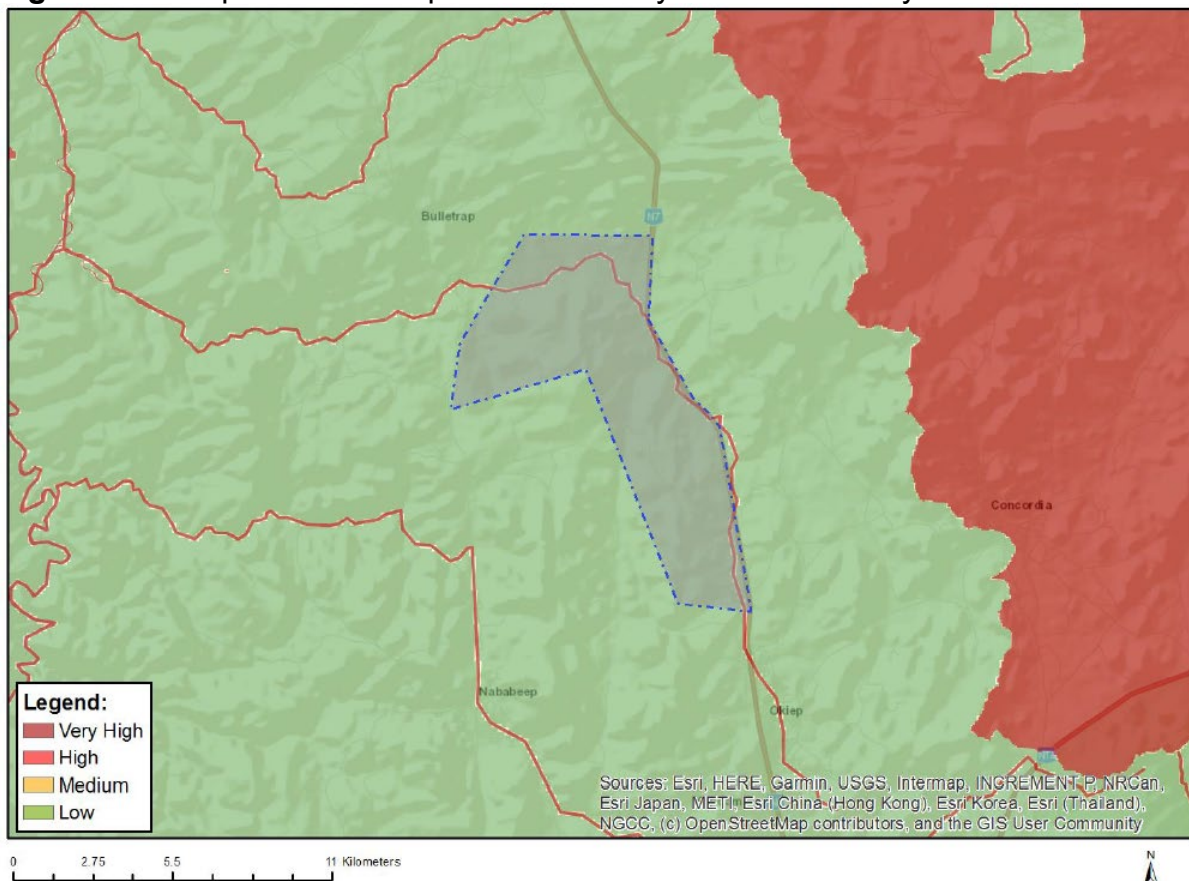 Bulletrap
N7
Concordia
Nababeep
Okiep
Legend:
Very High
High
Medium
Low
Sources: Esri, HERE, Garmin, USGS, Intermap, INCREMENT P, NRCan,
Esri Japan, METI, Esri China (Hong Kong), Esri Korea, Esri (Thailand),
NGCC, (c) OpenStreetMap contributors, and the GIS User Community
0 2.75 5.5 11 Kilometers
N